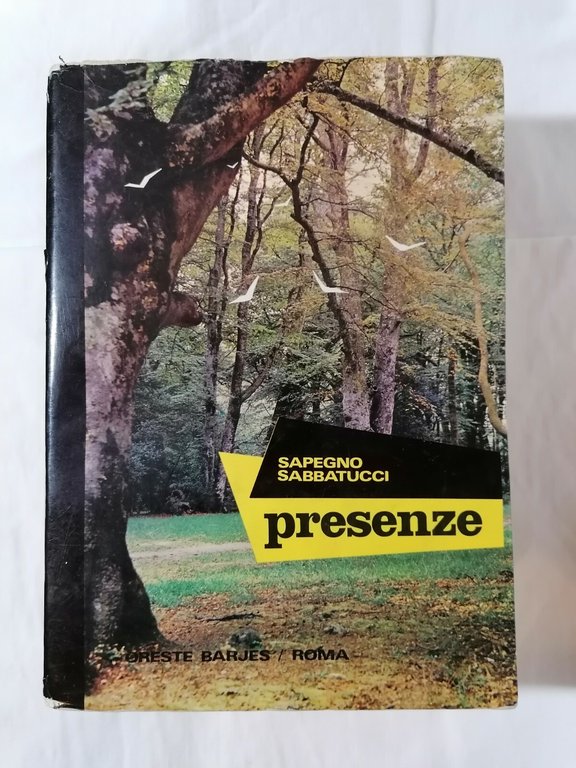 SAPEGNO
SABBATUCCI
presenze
ORESTE BARJES / ROMA